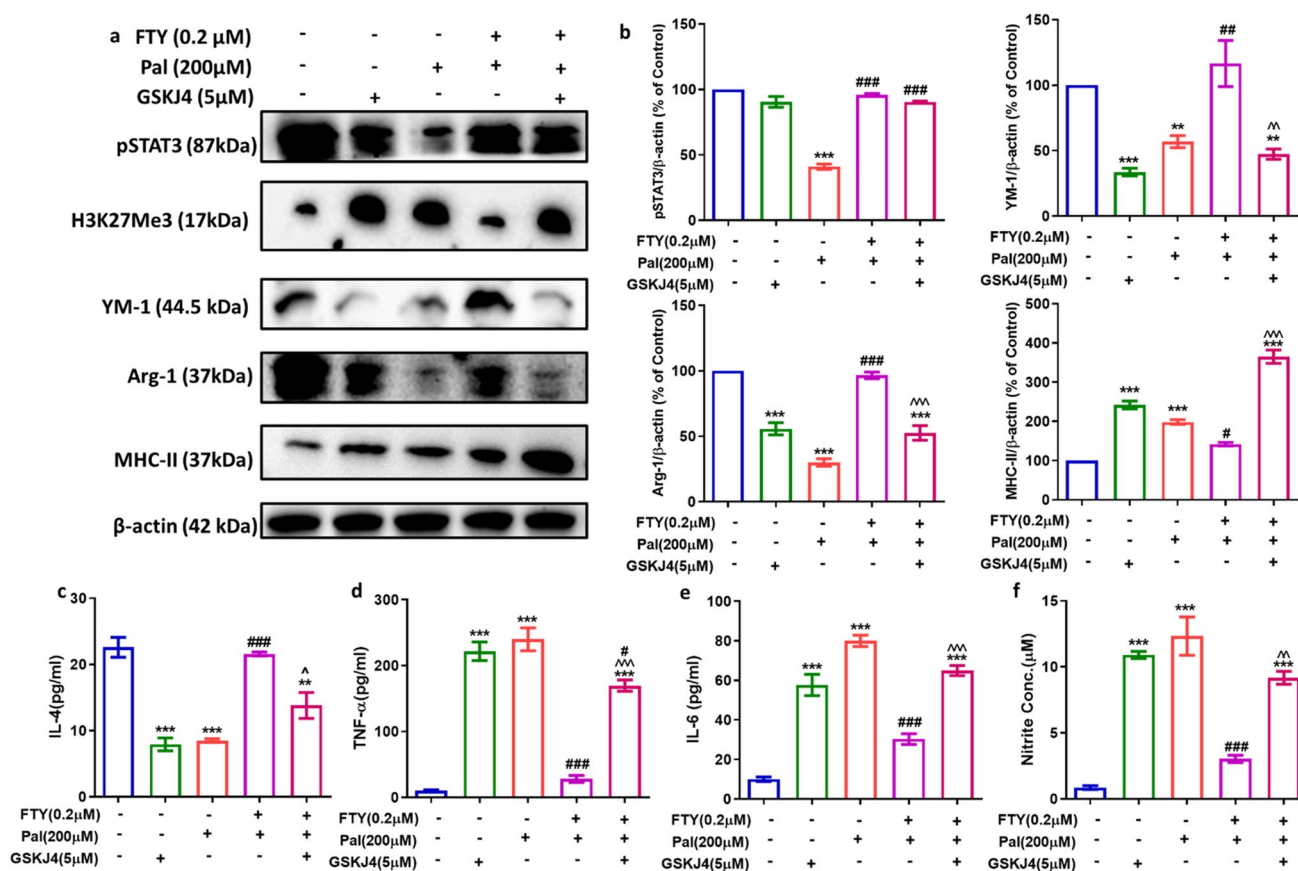 a
FTY (0.2 µM) - - - + +
Pal (200µM) - - + + +
GSKJ4 (5µM) - + - - +
pSTAT3 (87kDa)
H3K27Me3 (17kDa)
YM-1 (44.5 kDa)
Arg-1 (37kDa)
MHC-II (37kDa)
β-actin (42 kDa)
b
pSTAT3/β-actin (% of Control)
150
100
50
0
***
###
###
FTY(0.2µM) - - - + +
Pal(200µM) - - + + +
GSKJ4(5µM) - + - - +
YM-1/β-actin (% of Control)
150
100
50
0
***
**
##
^^
**
FTY(0.2µM) - - - + +
Pal(200µM) - - + + +
GSKJ4(5µM) - + - - +
Arg-1/β-actin (% of Control)
150
100
50
0
***
***
###
^^^
***
FTY(0.2µM) - - - + +
Pal(200µM) - - + + +
GSKJ4(5µM) - + - - +
MHC-II/β-actin (% of Control)
500
400
300
200
100
0
***
***
#
^^^
***
FTY(0.2µM) - - - + +
Pal(200µM) - - + + +
GSKJ4(5µM) - + - - +
c
IL-4(pg/ml)
30
20
10
0
***
***
###
^
**
FTY(0.2µM) - - - + +
Pal(200µM) - - + + +
GSKJ4(5µM) - + - - +
d
TNF-α(pg/ml)
300
200
100
0
***
***
###
#
^^^
***
FTY(0.2µM) - - - + +
Pal(200µM) - - + + +
GSKJ4(5µM) - + - - +
e
IL-6 (pg/ml)
100
80
60
40
20
0
***
***
###
^^^
***
FTY(0.2µM) - - - + +
Pal(200µM) - - + + +
GSKJ4(5µM) - + - - +
f
Nitrite Conc.(µM)
15
10
5
0
***
***
###
^^
***
FTY(0.2µM) - - - + +
Pal(200µM) - - + + +
GSKJ4(5µM) - + - - +